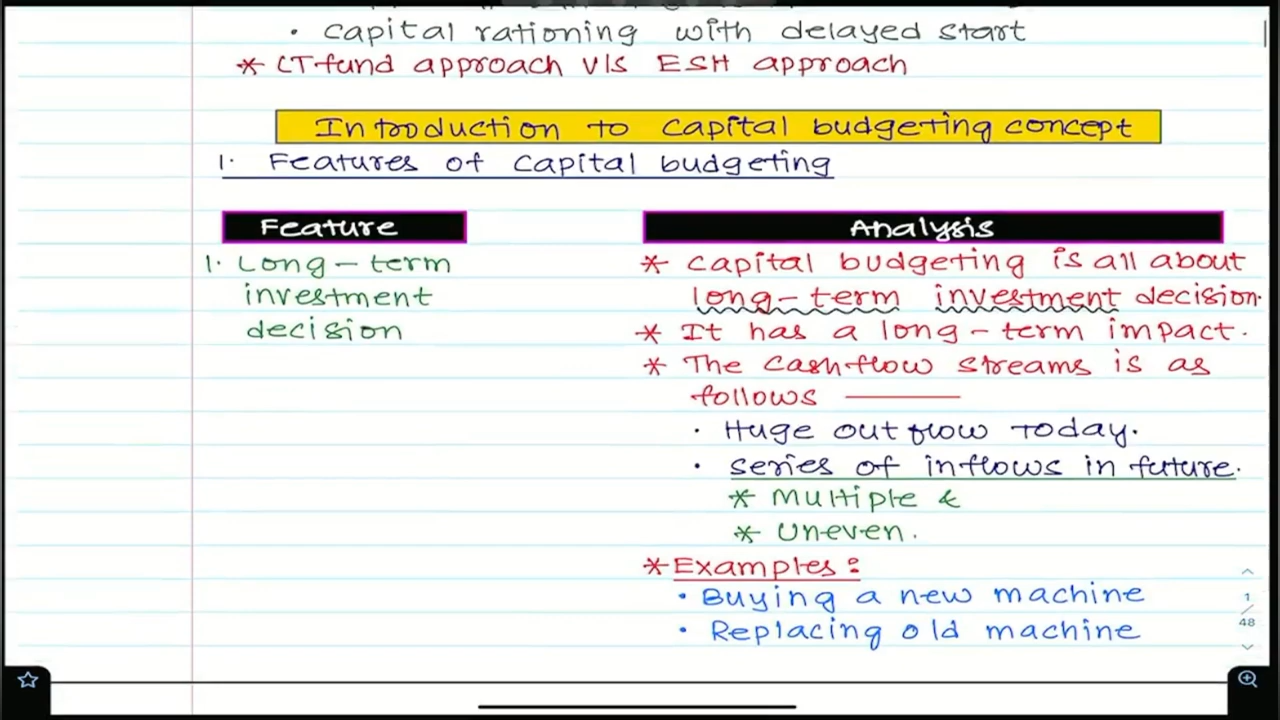 • Capital rationing with delayed start
* LT fund approach v/s ESH approach
Introduction to Capital budgeting concept
1. Features of Capital budgeting
Feature
Analysis
1. Long-term
investment
decision
* Capital budgeting is all about
long-term investment decision.
* It has a long-term impact.
* The Cashflow streams is as
follows
• Huge outflow today.
• Series of inflows in future.
* Multiple &
* Uneven.
* Examples:
• Buying a new machine
• Replacing old machine
1
/
48